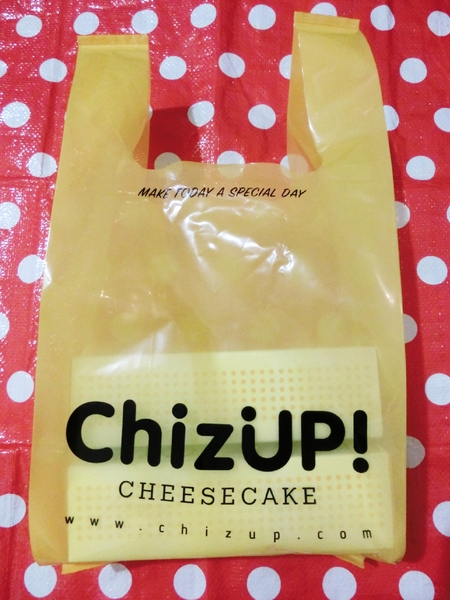 MAKE TODAY A SPECIAL DAY
ChizUP!
CHEESECAKE
www.chizup.com